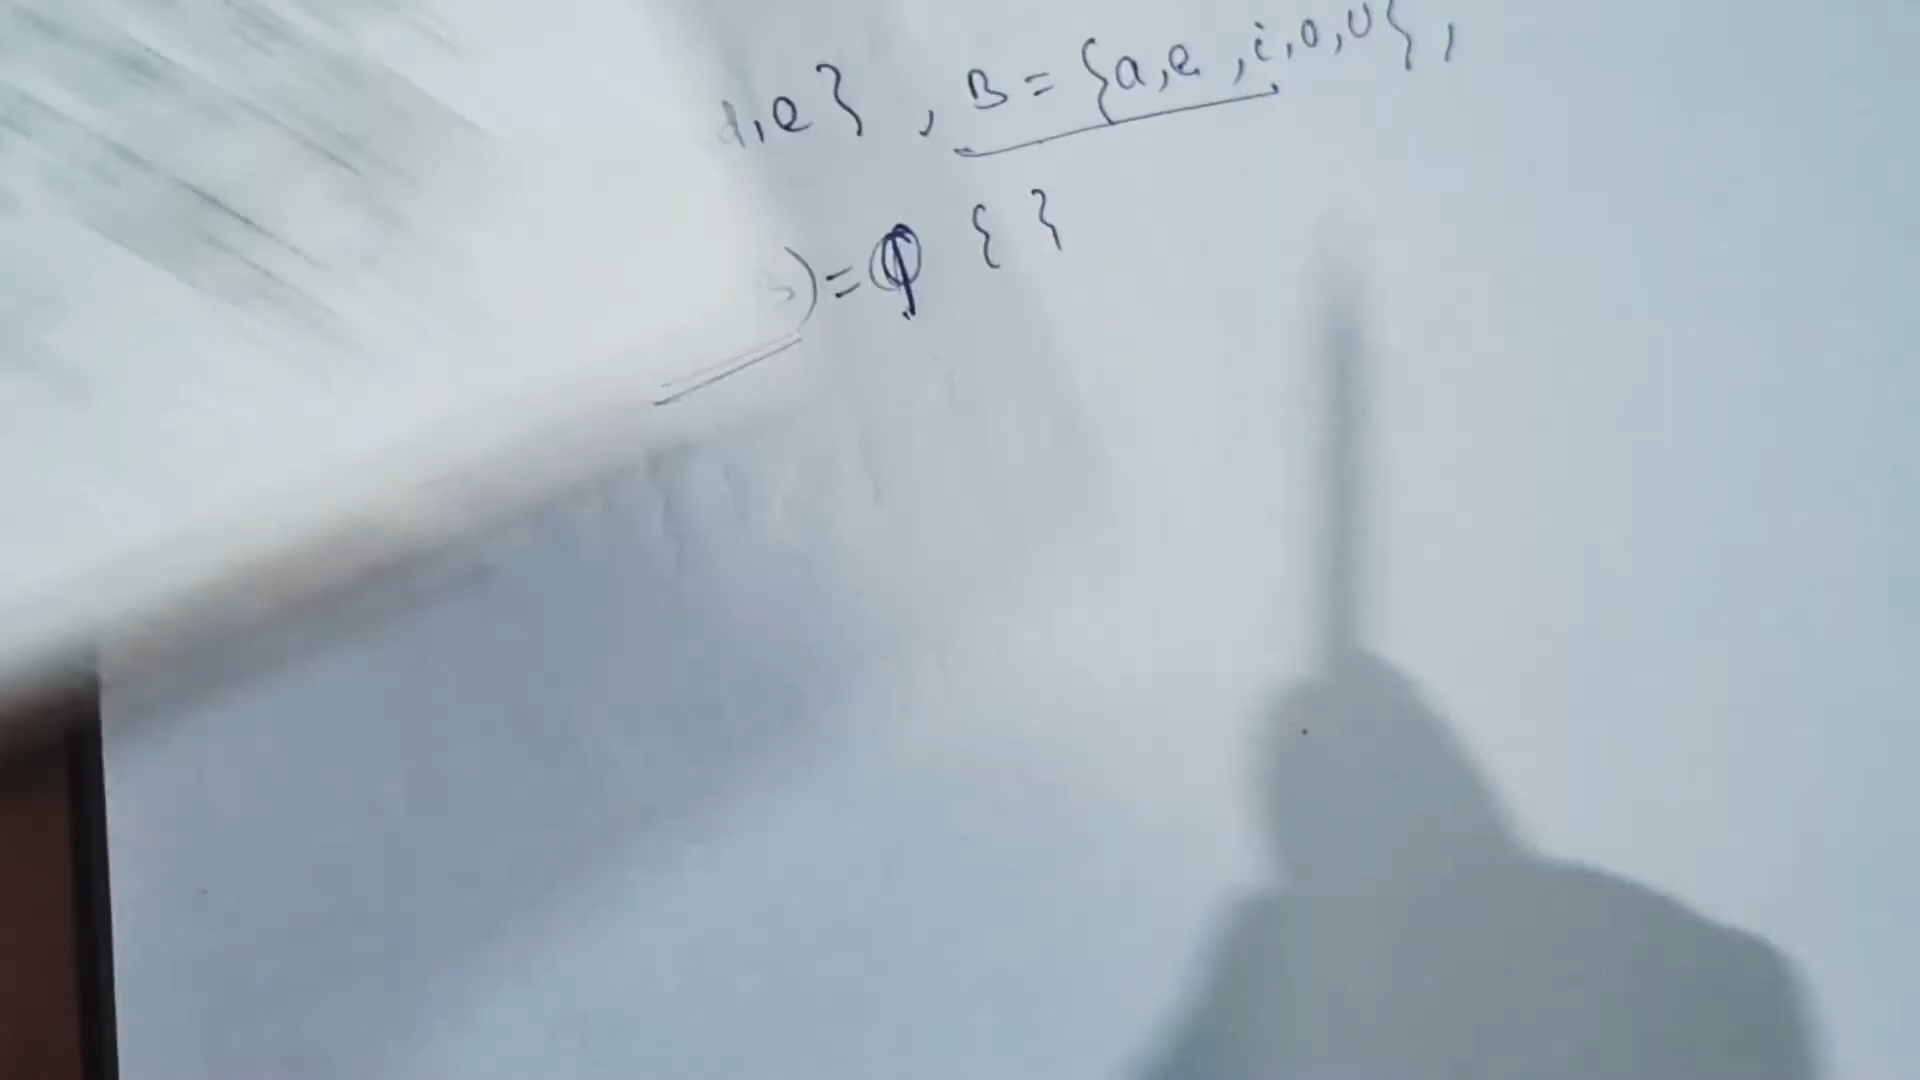 d,e} , B = {a,e,i,o,u} ,
)= φ { }